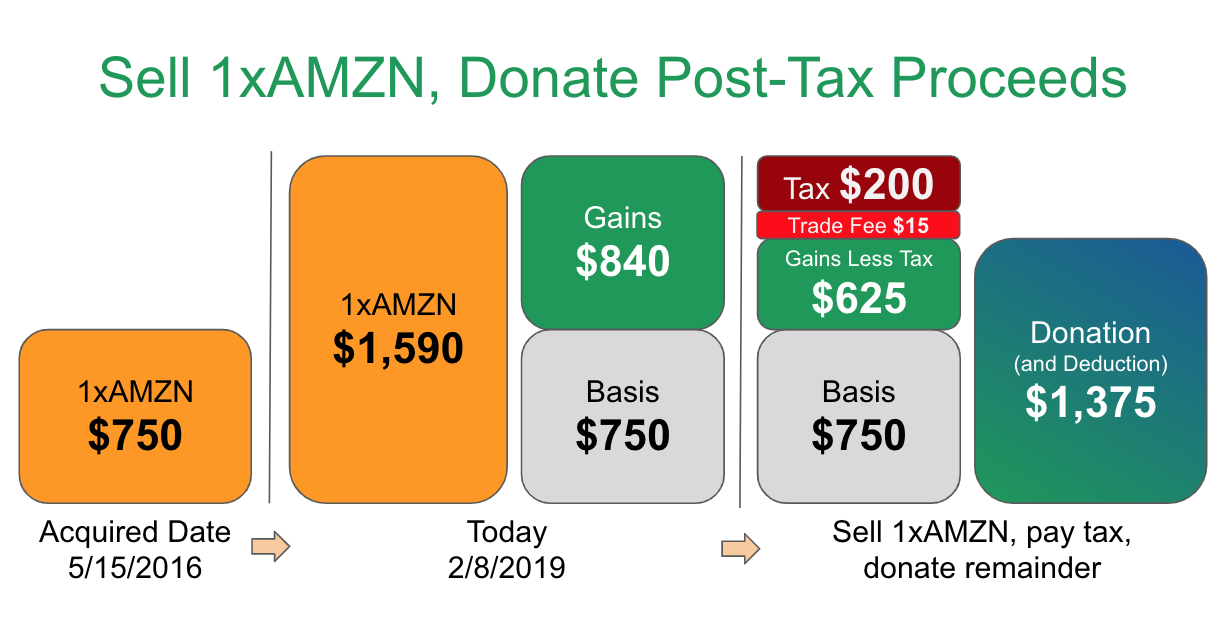 Sell 1xAMZN, Donate Post-Tax Proceeds
1xAMZN
$750
Acquired Date
5/15/2016
1xAMZN
$1,590
Gains
$840
Basis
$750
Today
2/8/2019
Tax $200
Trade Fee $15
Gains Less Tax
$625
Basis
$750
Donation
(and Deduction)
$1,375
Sell 1xAMZN, pay tax,
donate remainder